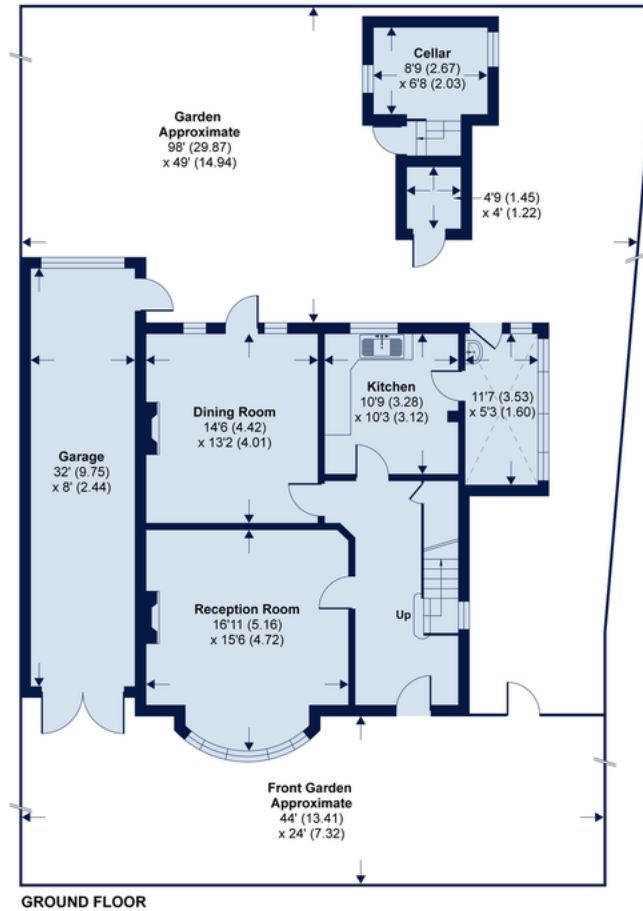 Cellar
8'9 (2.67)
x 6'8 (2.03)
Garden
Approximate
98' (29.87)
x 49' (14.94)
4'9 (1.45)
x 4' (1.22)
Kitchen
10'9 (3.28)
x 10'3 (3.12)
11'7 (3.53)
x 5'3 (1.60)
Dining Room
14'6 (4.42)
x 13'2 (4.01)
Garage
32' (9.75)
x 8' (2.44)
Reception Room
16'11 (5.16)
x 15'6 (4.72)
Up
Front Garden
Approximate
44' (13.41)
x 24' (7.32)
GROUND FLOOR